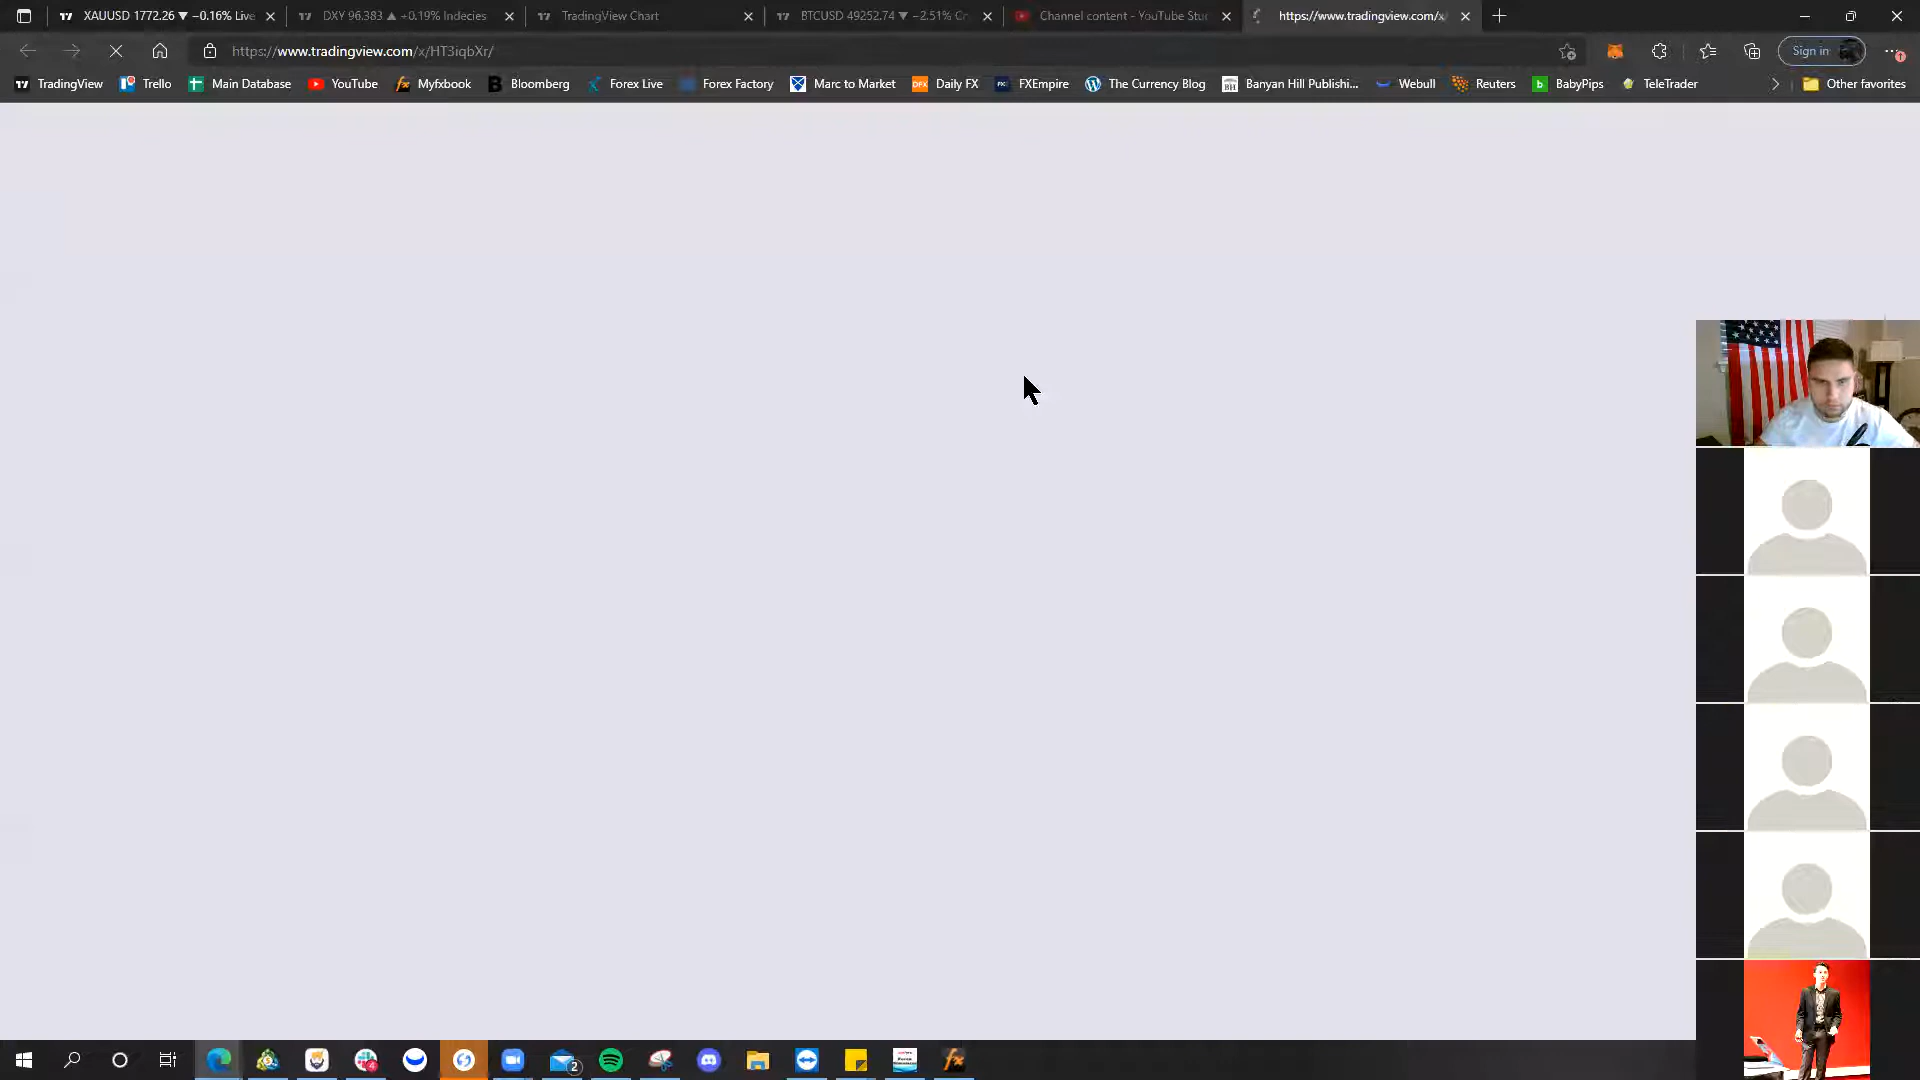 XAUUSD 1772.26 ▼ −0.16% Live
DXY 96.383 ▲ +0.19% Indecies
TradingView Chart
BTCUSD 49252.74 ▼ −2.51% Cr
Channel content - YouTube Stu
https://www.tradingview.com/x
https://www.tradingview.com/x/HT3iqbXr/
Sign in
TradingView
Trello
Main Database
YouTube
Myfxbook
Bloomberg
Forex Live
Forex Factory
Marc to Market
Daily FX
FXEmpire
The Currency Blog
Banyan Hill Publishi...
Webull
Reuters
BabyPips
TeleTrader
Other favorites
4
2